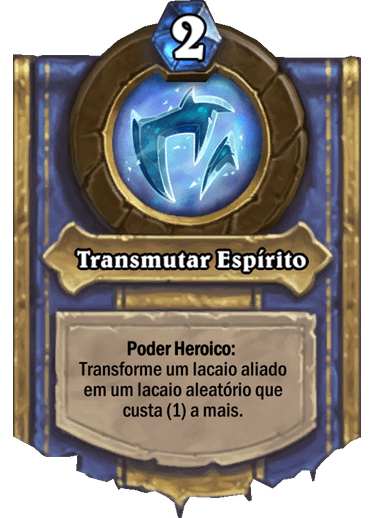 2
Transmutar Espírito
Poder Heroico:
Transforme um lacaio aliado
em um lacaio aleatório que
custa (1) a mais.